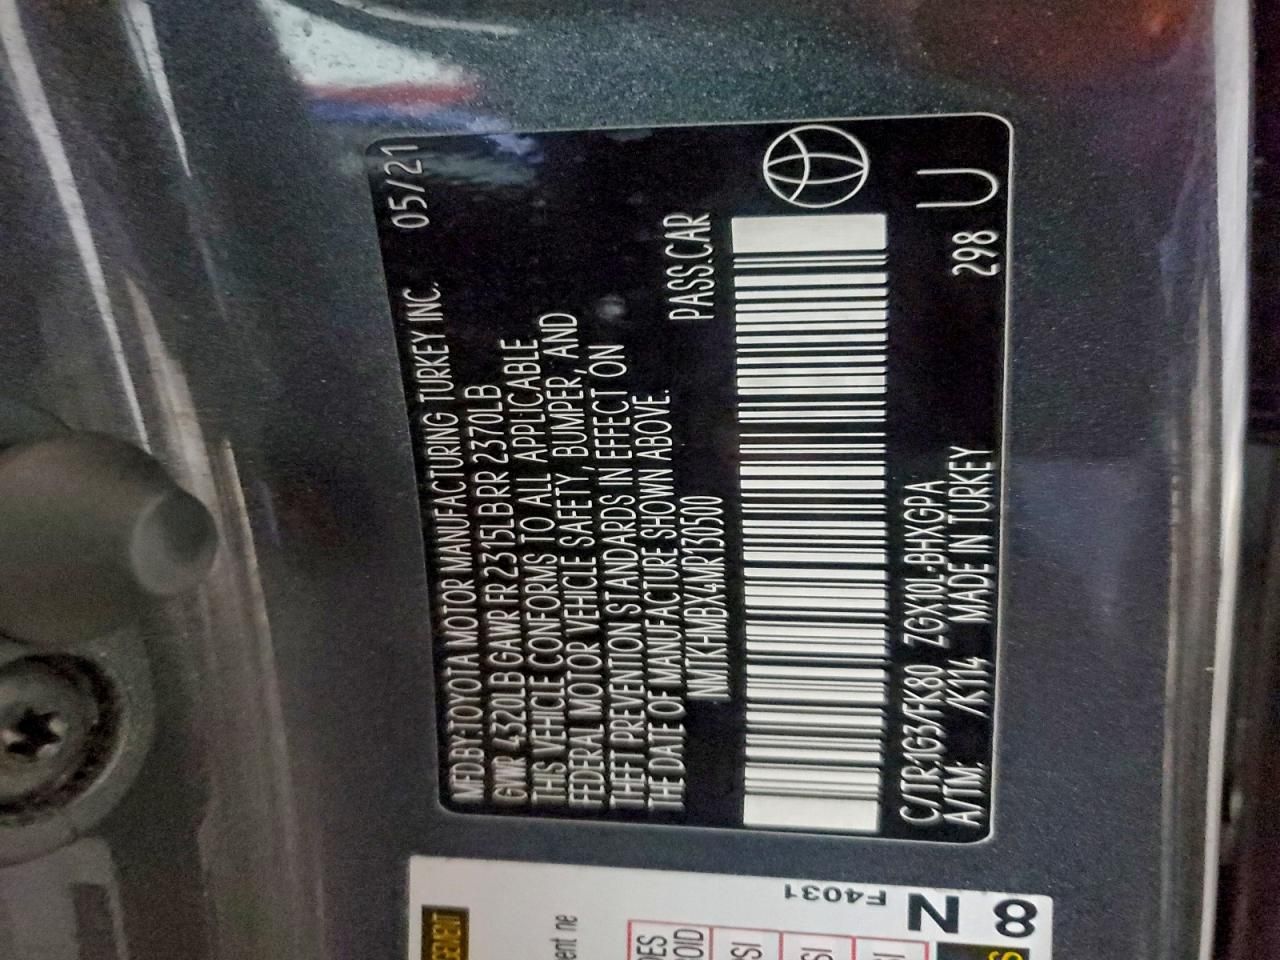 MFD.BY:TOYOTA MOTOR MANUFACTURING TURKEY INC. 05/21
GVWR 4320LB GAWR FR 2315LB RR 2370LB
THIS VEHICLE CONFORMS TO ALL APPLICABLE
FEDERAL MOTOR VEHICLE SAFETY, BUMPER, AND
THEFT PREVENTION STANDARDS IN EFFECT ON
THE DATE OF MANUFACTURE SHOWN ABOVE.
NMTKHMBX4MR130500 PASS.CAR
C/TR:1G3/FK80 ZGX10L-BHXGPA
A/TM: /K114 MADE IN TURKEY 298 U
F4031
N
8